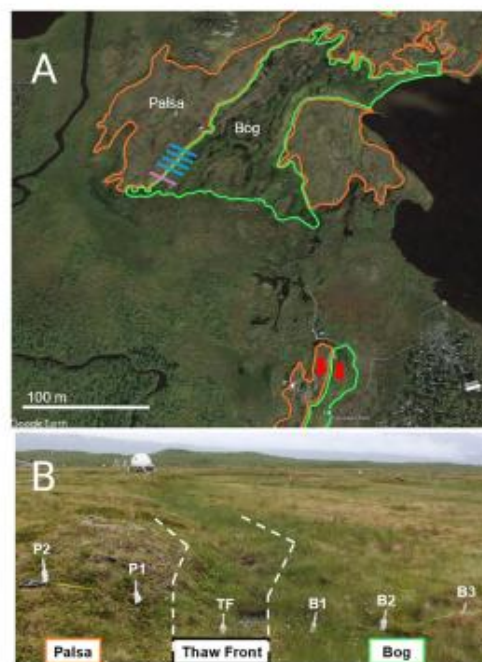 A
Palsa
Bog
100 m
Google Earth
B
P2
P1
TF
B1
B2
B3
Palsa
Thaw Front
Bog